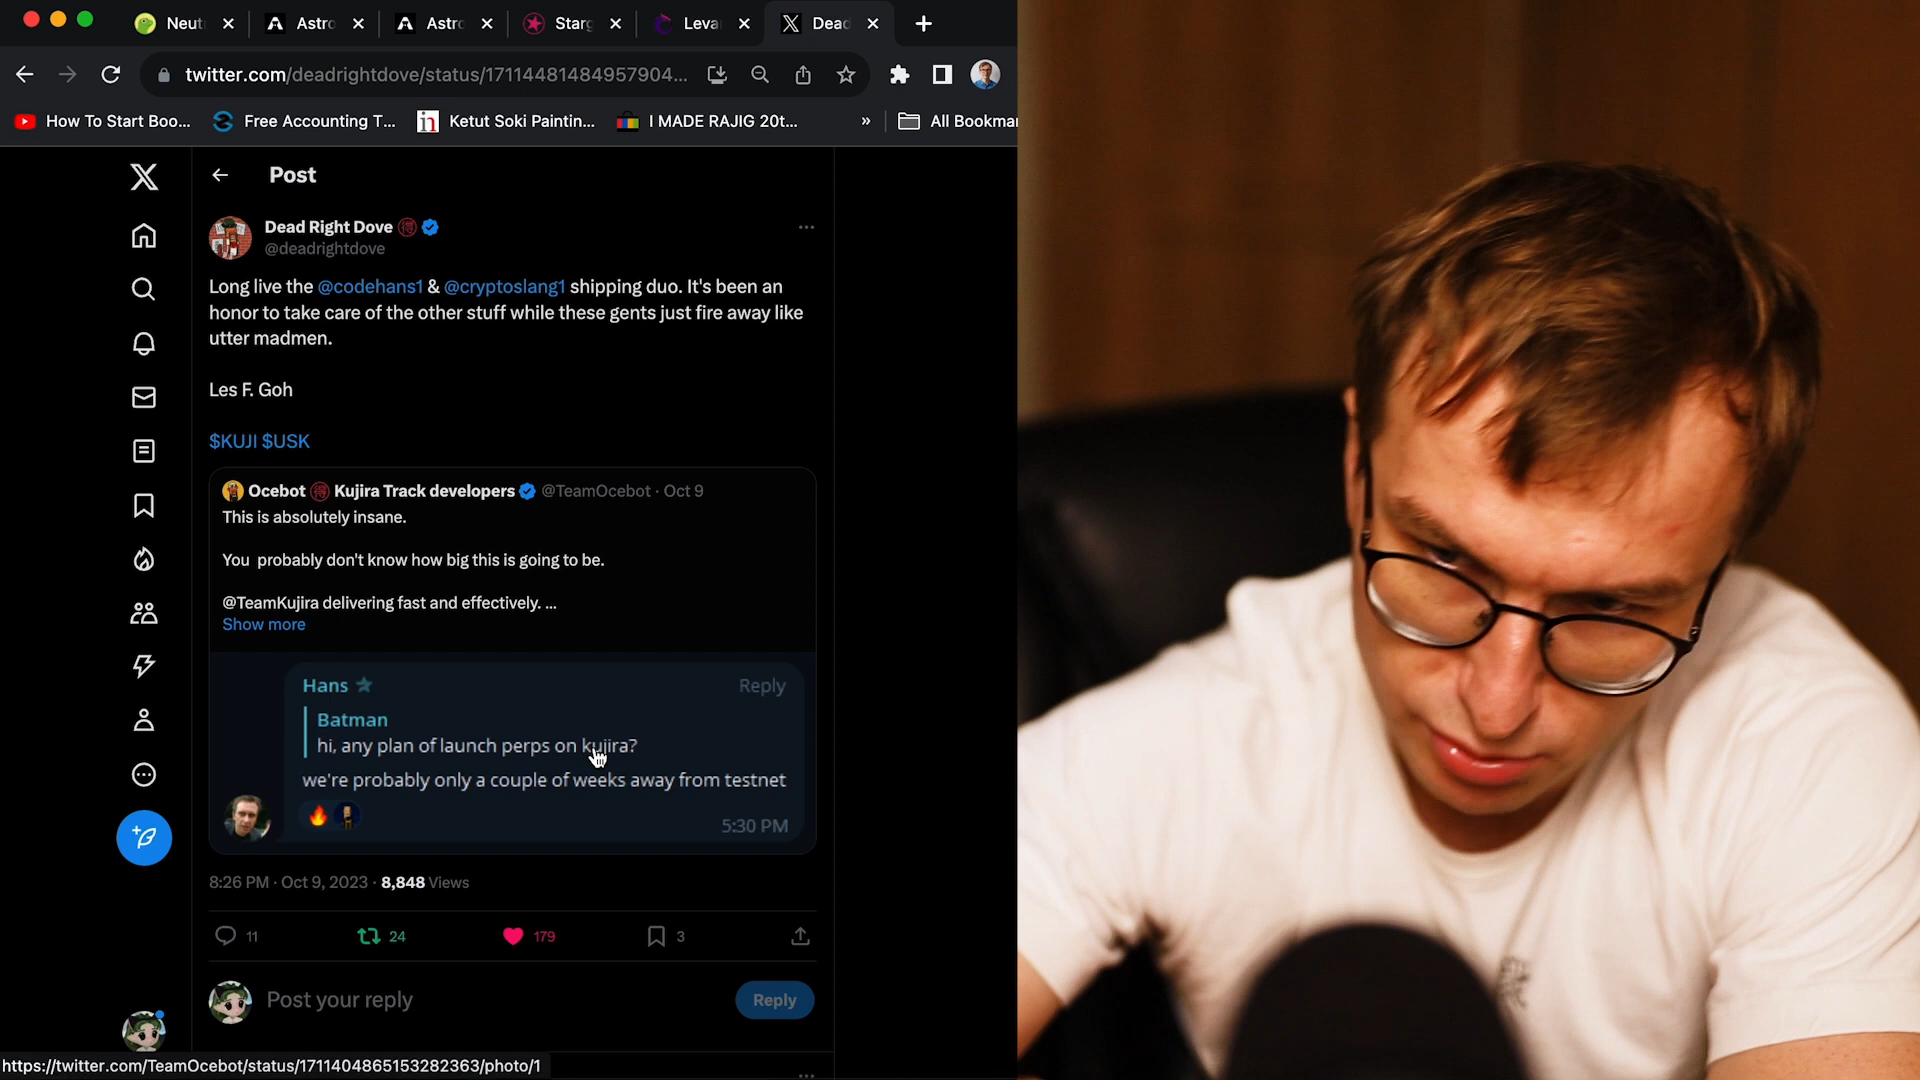 Neut
Astro
Astro
Starg
Leva
Dead
twitter.com/deadrightdove/status/17114481484957904...
How To Start Boo...
Free Accounting T...
Ketut Soki Paintin...
I MADE RAJIG 20t...
»
All Bookmar
Post
Dead Right Dove
@deadrightdove
Long live the @codehans1 & @cryptoslang1 shipping duo. It's been an
honor to take care of the other stuff while these gents just fire away like
utter madmen.
Les F. Goh
$KUJI $USK
Ocebot 得 Kujira Track developers @TeamOcebot · Oct 9
This is absolutely insane.
You probably don't know how big this is going to be.
@TeamKujira delivering fast and effectively. ...
Show more
Hans
Reply
Batman
hi, any plan of launch perps on kujira?
we're probably only a couple of weeks away from testnet
5:30 PM
8:26 PM · Oct 9, 2023 · 8,848 Views
11
24
179
3
Post your reply
Reply
https://twitter.com/TeamOcebot/status/1711404865153282363/photo/1